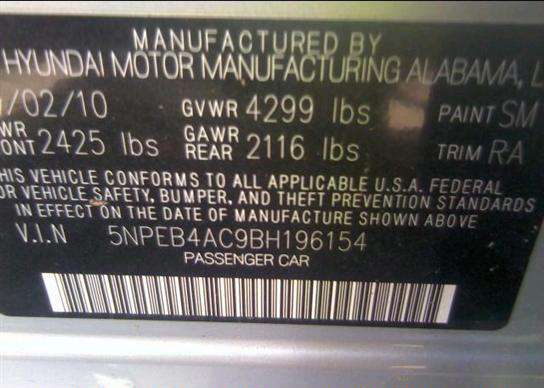 MANUFACTURED BY
HYUNDAI MOTOR MANUFACTURING ALABAMA, L
/02/10 GVWR 4299 lbs PAINT SM
WR
ONT 2425 lbs GAWR
REAR 2116 lbs TRIM RA
HIS VEHICLE CONFORMS TO ALL APPLICABLE U.S.A. FEDERAL
OR VEHICLE SAFETY, BUMPER, AND THEFT PREVENTION STANDARDS
IN EFFECT ON THE DATE OF MANUFACTURE SHOWN ABOVE
V.I.N 5NPEB4AC9BH196154
PASSENGER CAR